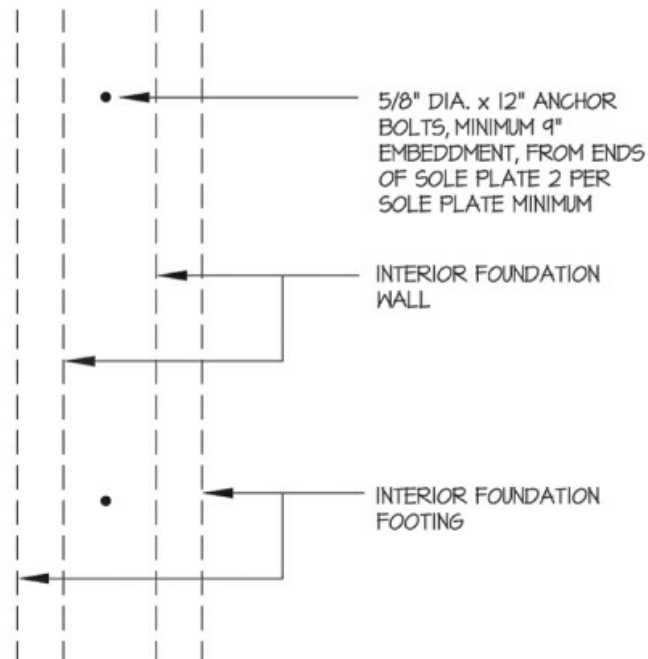 5/8" DIA. x 12" ANCHOR
BOLTS, MINIMUM 9"
EMBEDDMENT, FROM ENDS
OF SOLE PLATE 2 PER
SOLE PLATE MINIMUM
INTERIOR FOUNDATION
WALL
INTERIOR FOUNDATION
FOOTING